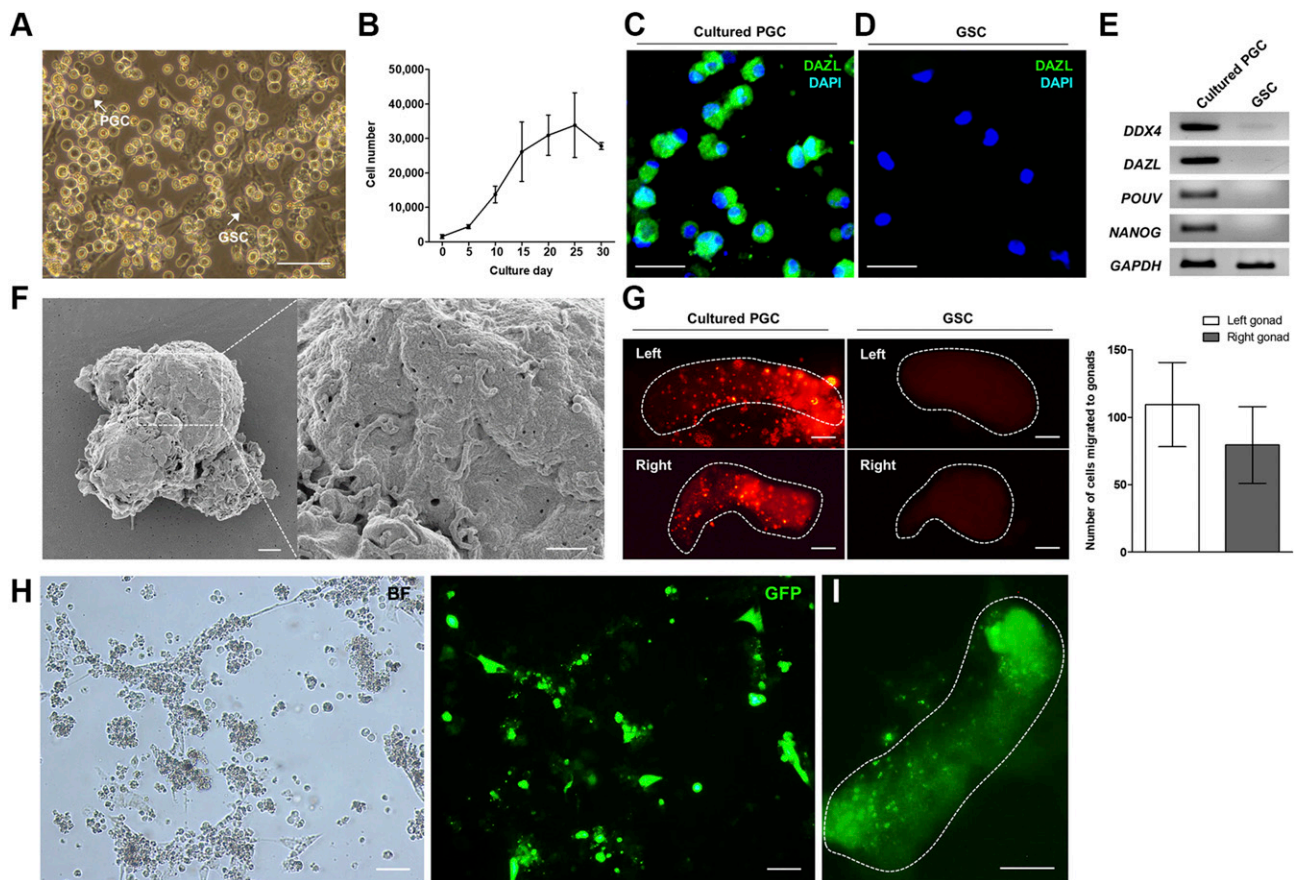 A
PGC
GSC
B
50,000
40,000
30,000
20,000
10,000
0
Cell number
0 5 10 15 20 25 30
Culture day
C
Cultured PGC
DAZL
DAPI
D
GSC
DAZL
DAPI
E
Cultured PGC
GSC
DDX4
DAZL
POUV
NANOG
GAPDH
F
G
Cultured PGC
GSC
Left
Left
Right
Right
Left gonad
Right gonad
150
100
50
0
Number of cells migrated to gonads
H
BF
GFP
I